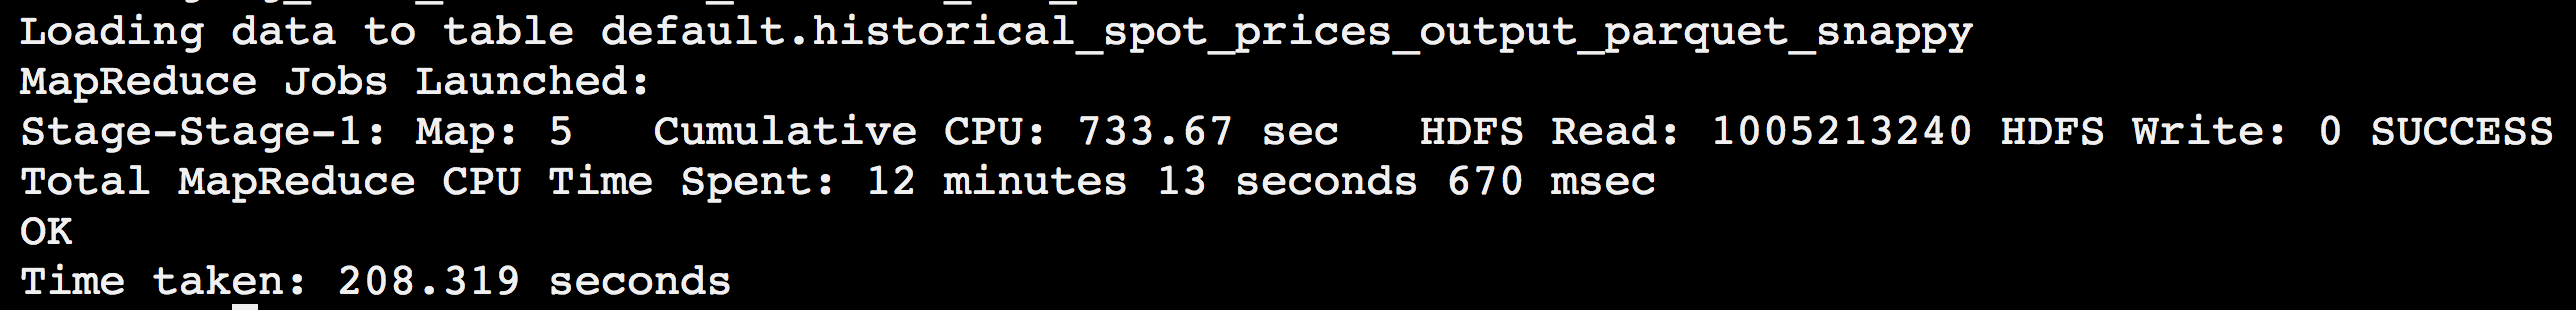 Loading data to table default.historical_spot_prices_output_parquet_snappy
MapReduce Jobs Launched:
Stage-Stage-1: Map: 5   Cumulative CPU: 733.67 sec   HDFS Read: 1005213240 HDFS Write: 0 SUCCESS
Total MapReduce CPU Time Spent: 12 minutes 13 seconds 670 msec
OK
Time taken: 208.319 seconds